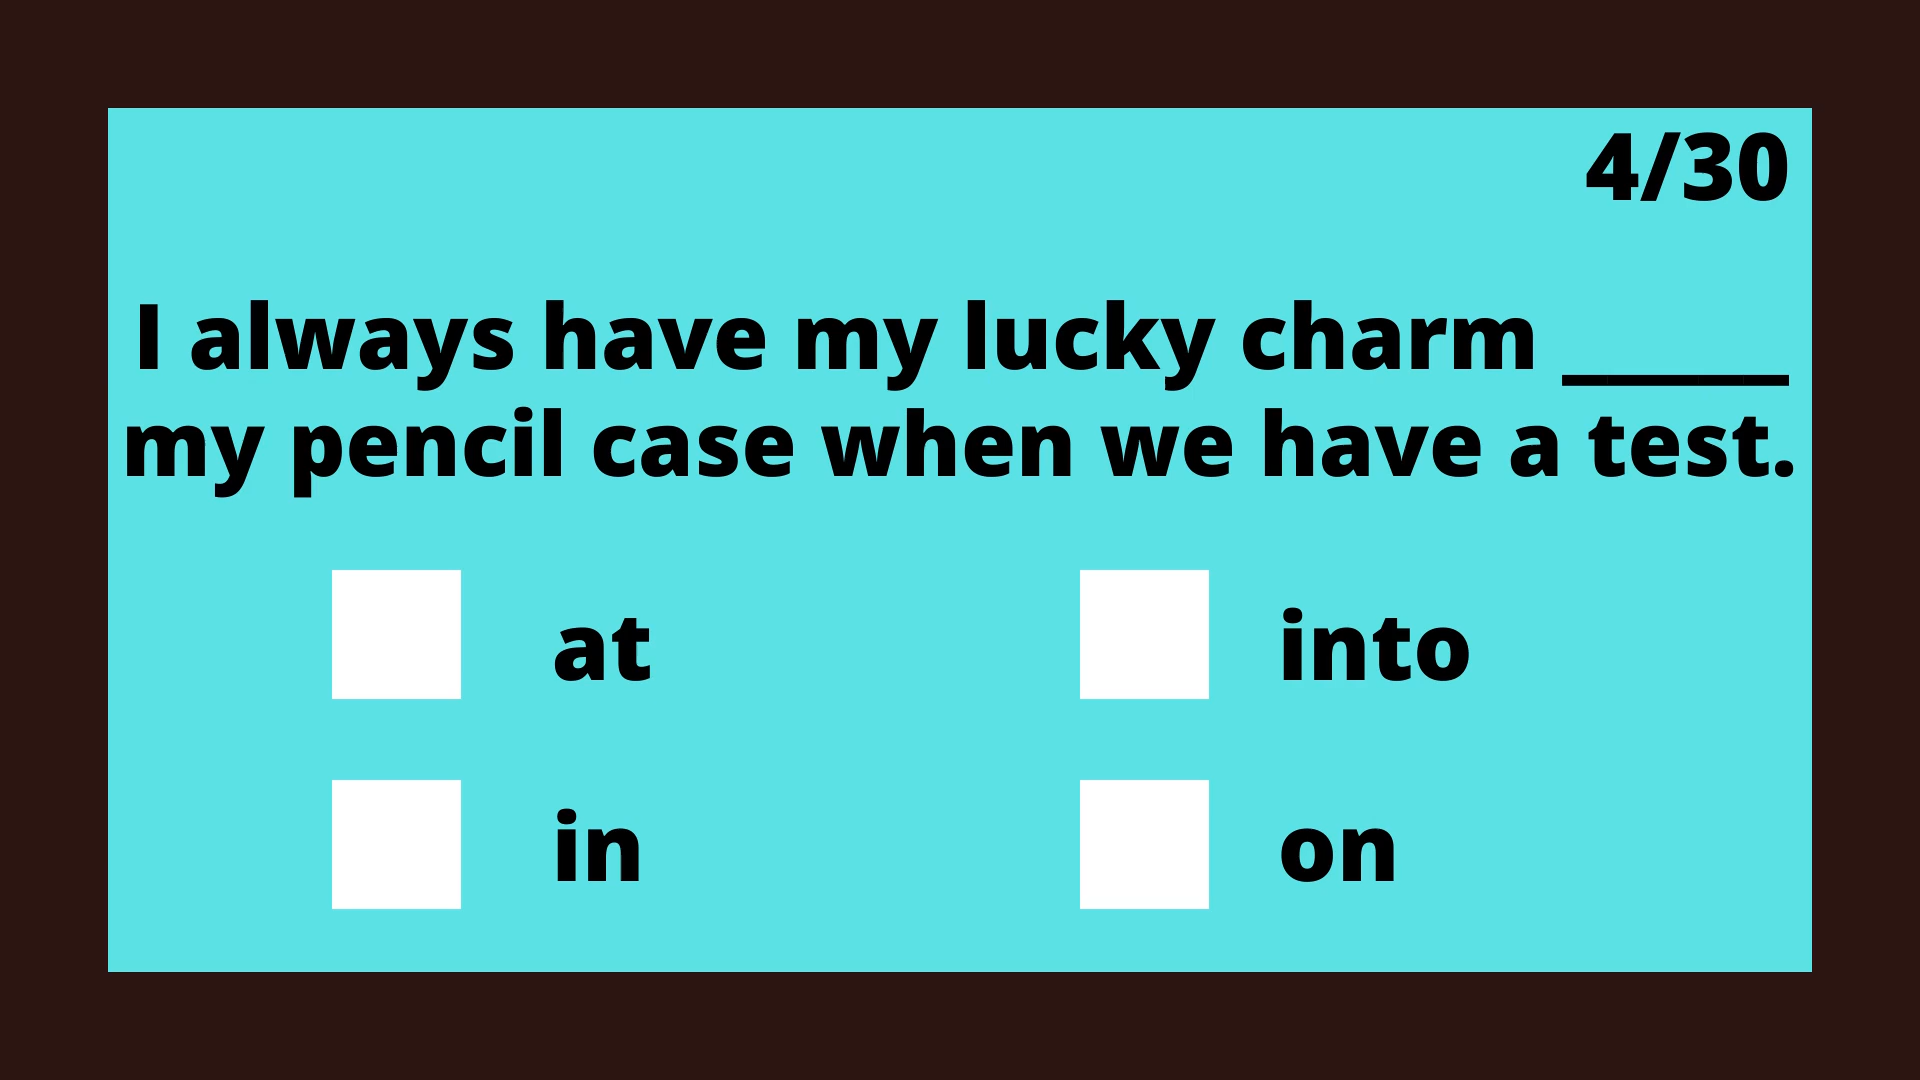 4/30
I always have my lucky charm _____
my pencil case when we have a test.
at
into
in
on